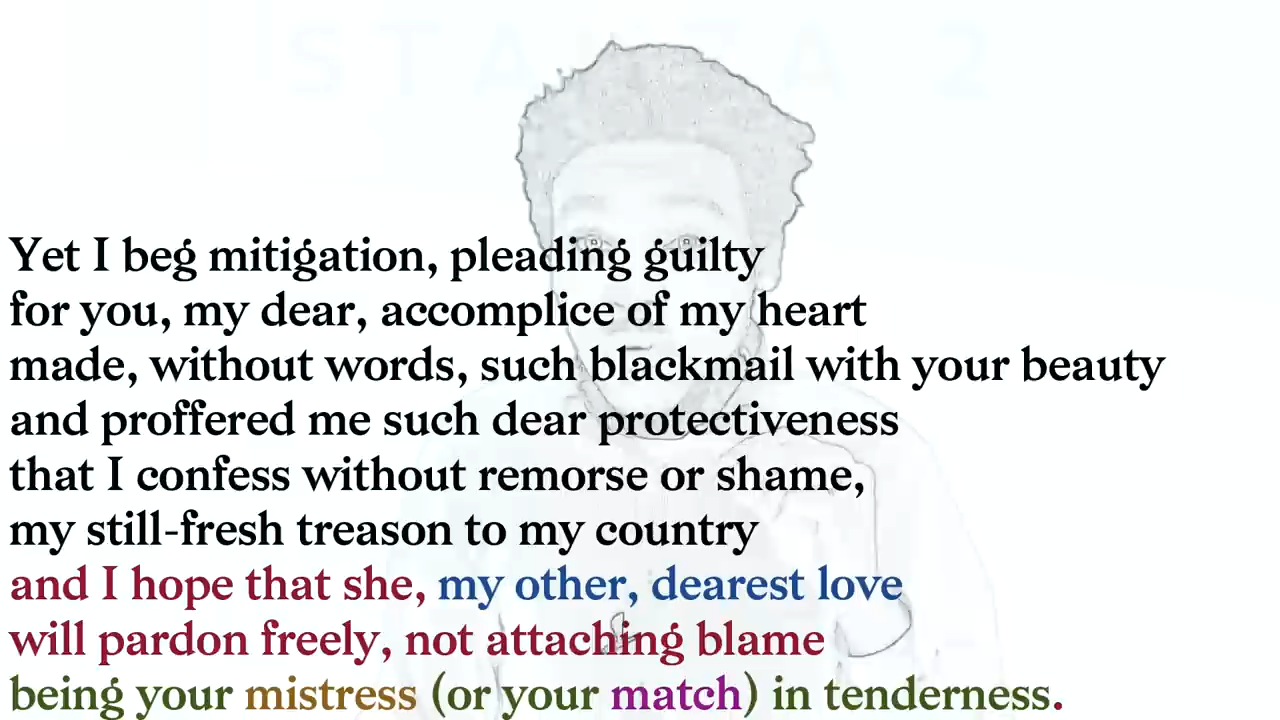 STANZA 2
Yet I beg mitigation, pleading guilty
for you, my dear, accomplice of my heart
made, without words, such blackmail with your beauty
and proffered me such dear protectiveness
that I confess without remorse or shame,
my still-fresh treason to my country
and I hope that she, my other, dearest love
will pardon freely, not attaching blame
being your mistress (or your match) in tenderness.